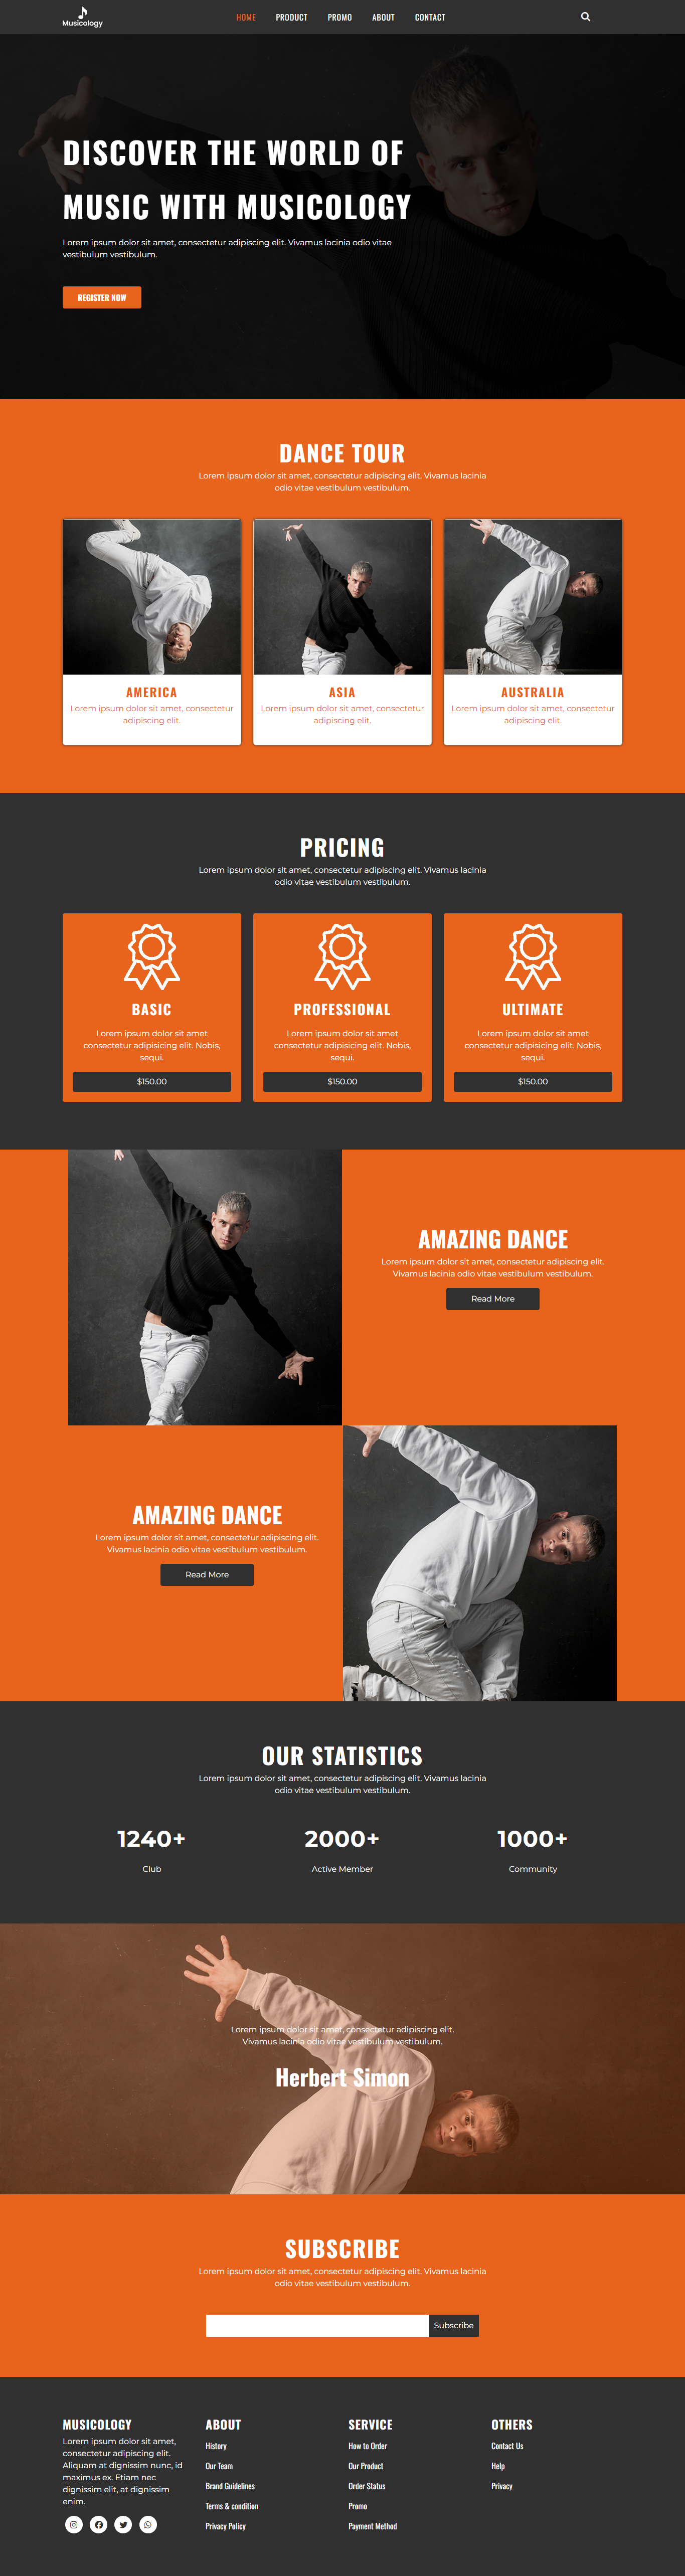 Musicology
HOME
PRODUCT
PROMO
ABOUT
CONTACT
DISCOVER THE WORLD OF
MUSIC WITH MUSICOLOGY
Lorem ipsum dolor sit amet, consectetur adipiscing elit. Vivamus lacinia odio vitae
vestibulum vestibulum.
REGISTER NOW
DANCE TOUR
Lorem ipsum dolor sit amet, consectetur adipiscing elit. Vivamus lacinia
odio vitae vestibulum vestibulum.
AMERICA
Lorem ipsum dolor sit amet, consectetur
adipiscing elit.
ASIA
Lorem ipsum dolor sit amet, consectetur
adipiscing elit.
AUSTRALIA
Lorem ipsum dolor sit amet, consectetur
adipiscing elit.
PRICING
Lorem ipsum dolor sit amet, consectetur adipiscing elit. Vivamus lacinia
odio vitae vestibulum vestibulum.
BASIC
Lorem ipsum dolor sit amet
consectetur adipisicing elit. Nobis,
sequi.
$150.00
PROFESSIONAL
Lorem ipsum dolor sit amet
consectetur adipisicing elit. Nobis,
sequi.
$150.00
ULTIMATE
Lorem ipsum dolor sit amet
consectetur adipisicing elit. Nobis,
sequi.
$150.00
AMAZING DANCE
Lorem ipsum dolor sit amet, consectetur adipiscing elit.
Vivamus lacinia odio vitae vestibulum vestibulum.
Read More
AMAZING DANCE
Lorem ipsum dolor sit amet, consectetur adipiscing elit.
Vivamus lacinia odio vitae vestibulum vestibulum.
Read More
OUR STATISTICS
Lorem ipsum dolor sit amet, consectetur adipiscing elit. Vivamus lacinia
odio vitae vestibulum vestibulum.
1240+
Club
2000+
Active Member
1000+
Community
Lorem ipsum dolor sit amet, consectetur adipiscing elit.
Vivamus lacinia odio vitae vestibulum vestibulum.
Herbert Simon
SUBSCRIBE
Lorem ipsum dolor sit amet, consectetur adipiscing elit. Vivamus lacinia
odio vitae vestibulum vestibulum.
Subscribe
MUSICOLOGY
Lorem ipsum dolor sit amet,
consectetur adipiscing elit.
Aliquam at dignissim nunc, id
maximus ex. Etiam nec
dignissim elit, at dignissim
enim.
ABOUT
History
Our Team
Brand Guidelines
Terms & condition
Privacy Policy
SERVICE
How to Order
Our Product
Order Status
Promo
Payment Method
OTHERS
Contact Us
Help
Privacy